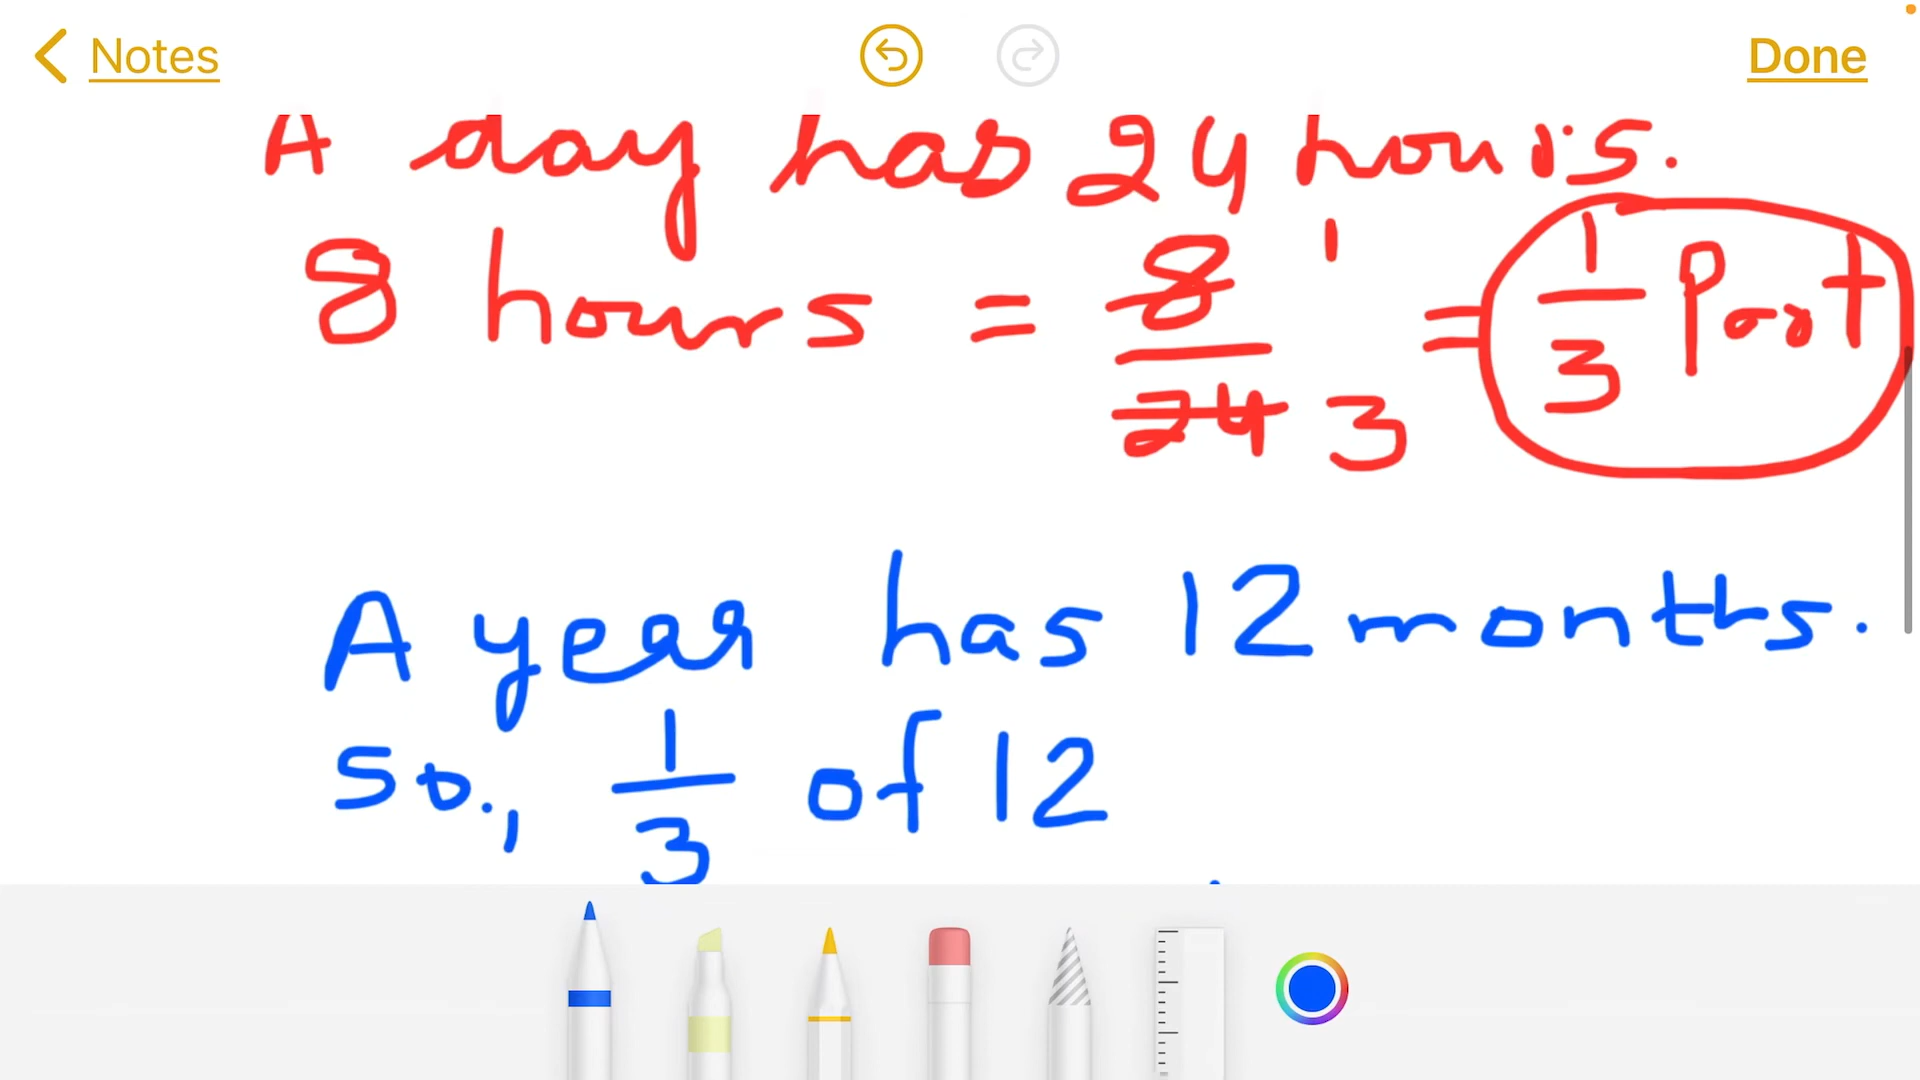 Notes
Done
A day has 24 hours.
8 hours = 8/24 1 3 = 1/3 Part
A year has 12 months.
So., 1/3 of 12